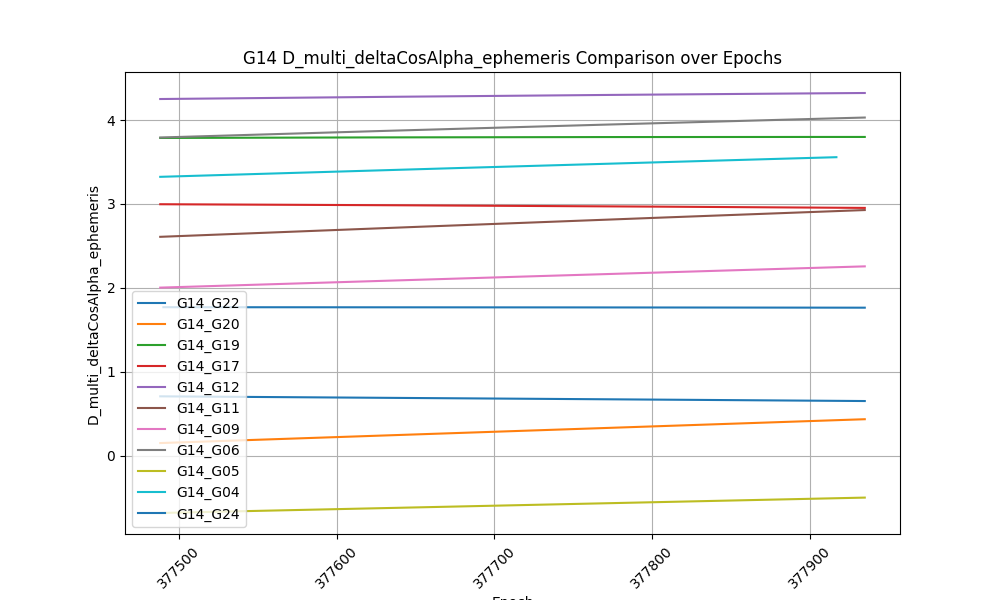 G14 D_multi_deltaCosAlpha_ephemeris Comparison over Epochs
D_multi_deltaCosAlpha_ephemeris
4
3
2
1
0
G14_G22
G14_G20
G14_G19
G14_G17
G14_G12
G14_G11
G14_G09
G14_G06
G14_G05
G14_G04
G14_G24
377500
377600
377700
377800
377900
Epoch